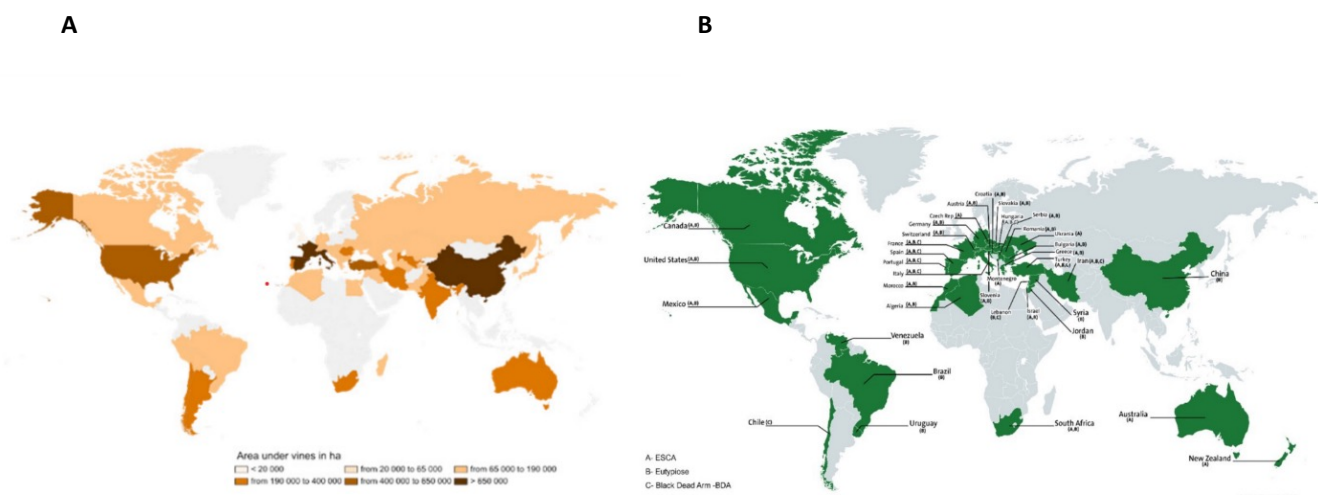 A
B
Area under vines in ha
< 20 000
from 20 000 to 65 000
from 65 000 to 190 000
from 190 000 to 400 000
from 400 000 to 850 000
> 850 000
Canada (A,B)
United States (A,B)
Mexico (A,B)
Croatia (A,B)
Austria (A,B)
Slovakia (A,B)
Czech Rep. (A)
Hungaria
Serbia (A,B)
Germany (A,B)
Romania (A,B)
Switzerland (A,B)
Ukraina (A)
France (A,B,C)
Bulgaria (A,B)
Spain (A,B,C)
Greece (A,B)
Portugal (A,B,C)
Turkey
(A,B,C)
Iran (A,B,C)
Italy (A,B,C)
Montenegro
(A)
China
(B)
Morocco (A,B)
Slovenia
(A,B)
Algeria (A,B)
Lebanon
(B,C)
Israel
(A,B)
Syria
(B)
Jordan
(B)
Venezuela
(B)
Brazil
(B)
Chile (C)
Uruguay
(B)
South Africa
(A,B)
Australia
(A)
New Zealand
(A)
A- ESCA
B- Eutypiose
C- Black Dead Arm -BDA